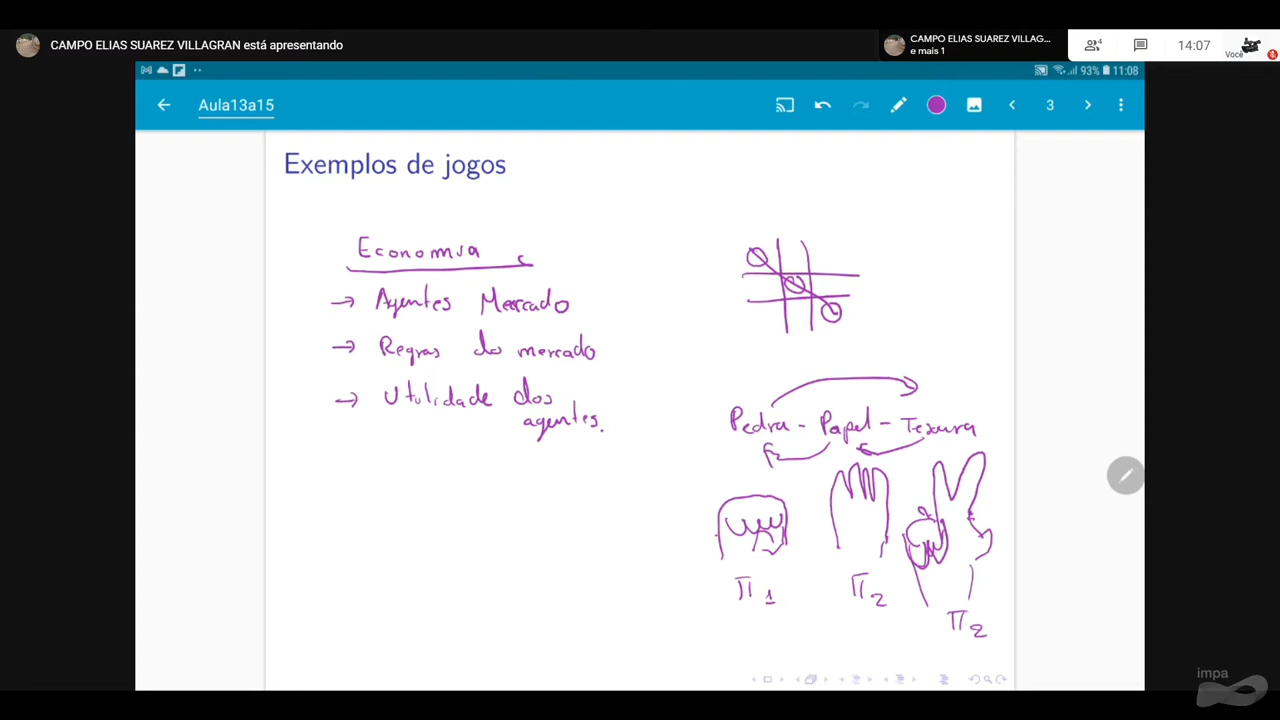 CAMPO ELIAS SUAREZ VILLAGRAN está apresentando
CAMPO ELIAS SUAREZ VILLAG...
e mais 1
4
14:07
Você
93% 11:08
Aula13a15
3
Exemplos de jogos
Economia
→ Agentes Mercado
→ Regras do mercado
→ Utilidade dos
agentes.
Pedra - Papel - Tesoura
Π1
Π2
Π2
impa